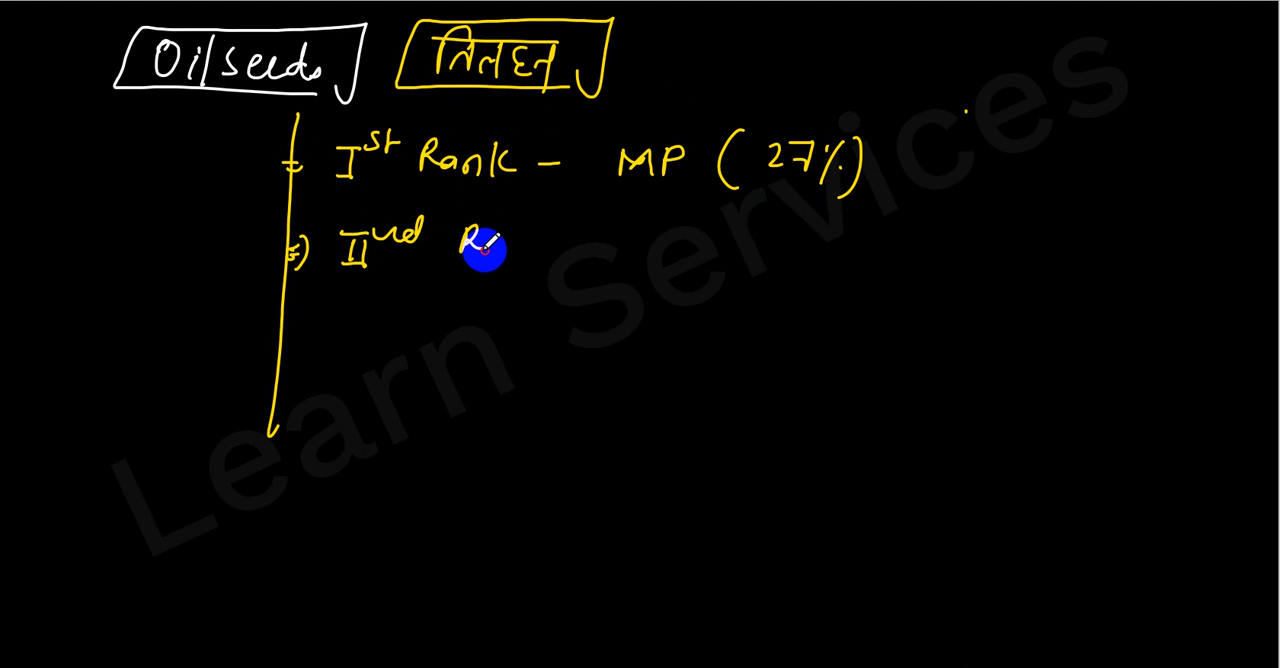 Oilseeds तिलहन
Ist Rank - MP (27%)
IInd R
Learn Services